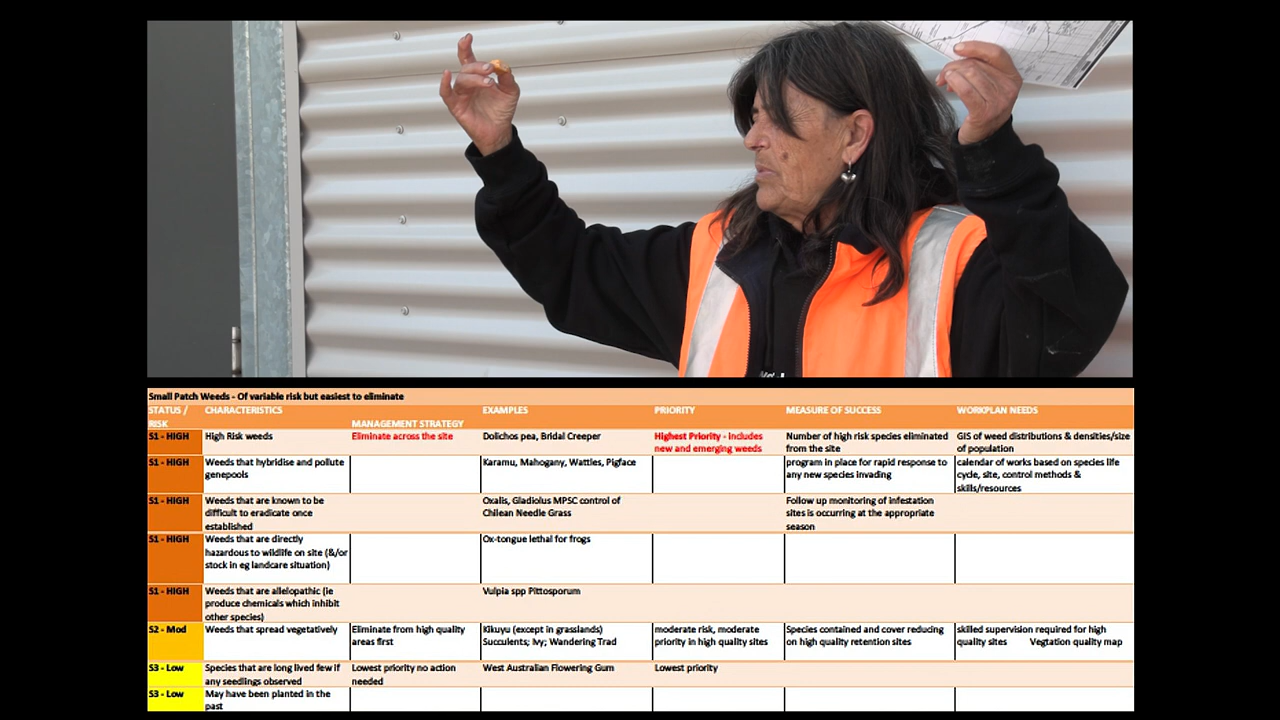 Small Patch Weeds - Of variable risk but easiest to eliminate
STATUS / RISK CHARACTERISTICS MANAGEMENT STRATEGY EXAMPLES PRIORITY MEASURE OF SUCCESS WORKPLAN NEEDS
S1 - HIGH High Risk weeds Eliminate across the site Dolichos pea, Bridal Creeper Highest Priority - includes Number of high risk species eliminated GIS of weed distributions & densities/size
new and emerging weeds from the site of population
S1 - HIGH Weeds that hybridise and pollute Karamu, Mahogany, Wattles, Pigface program in place for rapid response to calendar of works based on species life
genepools any new species invading cycle, site, control methods &
skills/resources
S1 - HIGH Weeds that are known to be Oxalis, Gladiolus MPSC control of Follow up monitoring of infestation
difficult to eradicate once Chilean Needle Grass sites is occurring at the appropriate
established season
S1 - HIGH Weeds that are directly Ox-tongue lethal for frogs
hazardous to wildlife on site (&/or
stock in eg landcare situation)
S1 - HIGH Weeds that are allelopathic (ie Vulpia spp Pittosporum
produce chemicals which inhibit
other species)
S2 - Mod Weeds that spread vegetatively Eliminate from high quality Kikuyu (except in grasslands) moderate risk, moderate Species contained and cover reducing skilled supervision required for high
areas first Succulents; Ivy; Wandering Trad priority in high quality sites on high quality retention sites quality sites Vegtation quality map
S3 - Low Species that are long lived few if Lowest priority no action West Australian Flowering Gum Lowest priority
any seedlings observed needed
S3 - Low May have been planted in the
past